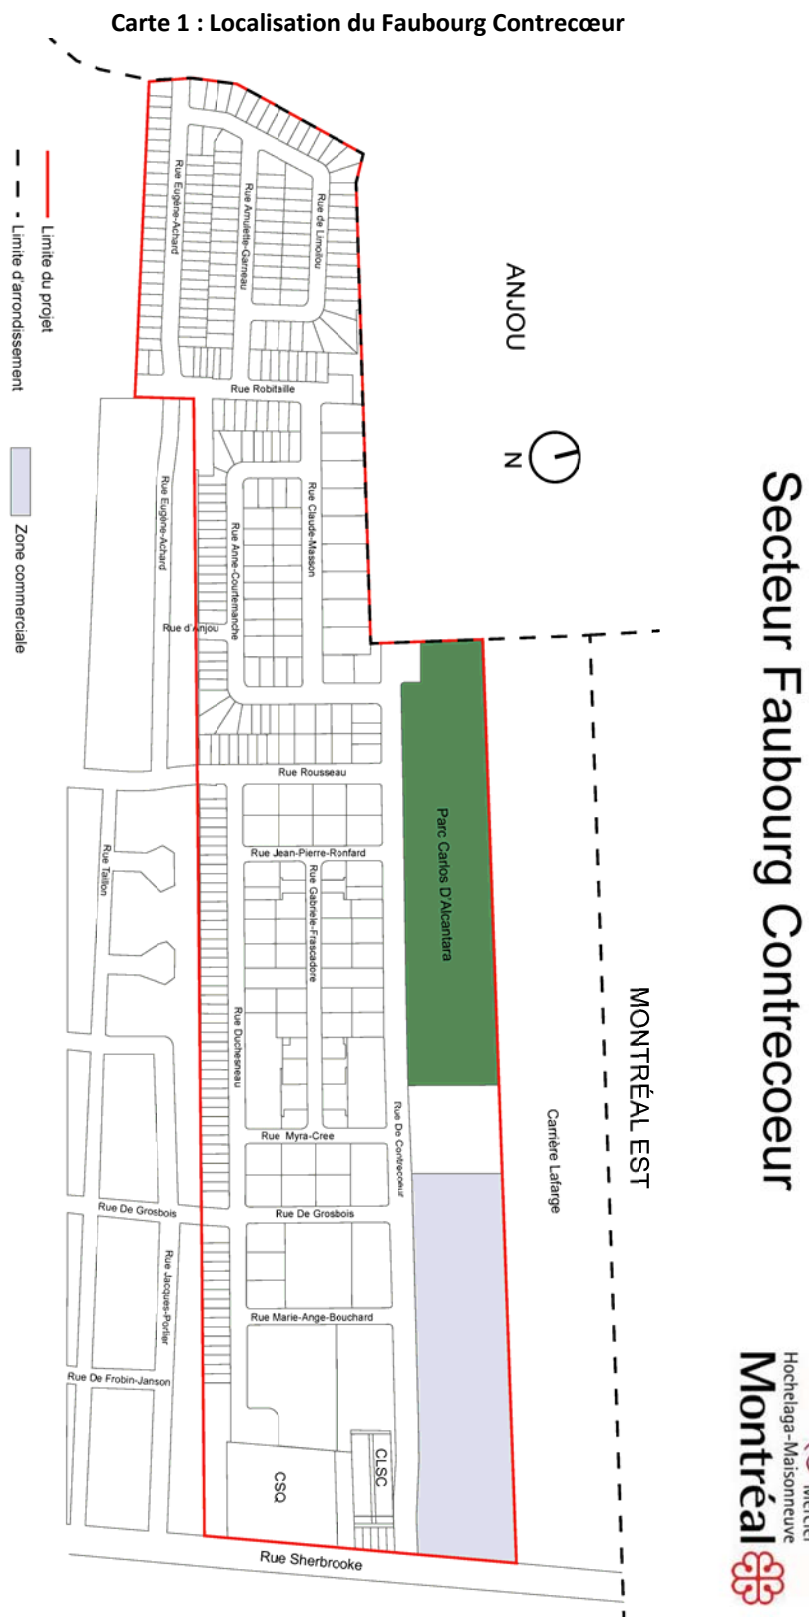 Carte 1 : Localisation du Faubourg Contrecœur
Secteur Faubourg Contrecoeur
Mercier
Hochelaga-Maisonneuve
Montréal
ANJOU
N
MONTRÉAL EST
Carrière Lafarge
Parc Carlos D'Alcantara
Limite du projet
Limite d'arrondissement
Zone commerciale
Rue Eugène-Achard
Rue Amulette-Garneau
Rue de Limoilou
Rue Robitaille
Rue Eugène-Achard
Rue Anne-Courtemanche
Rue Claude-Masson
Rue d'Anjou
Rue Rousseau
Rue Jean-Pierre-Ronfard
Rue Gabriele-Frascadore
Rue Taillon
Rue Duchesneau
Rue De Contrecoeur
Rue Myra-Cree
Rue De Grosbois
Rue De Grosbois
Rue Jacques-Porlier
Rue Marie-Ange-Bouchard
Rue De Frobin-Janson
CLSC
CSQ
Rue Sherbrooke